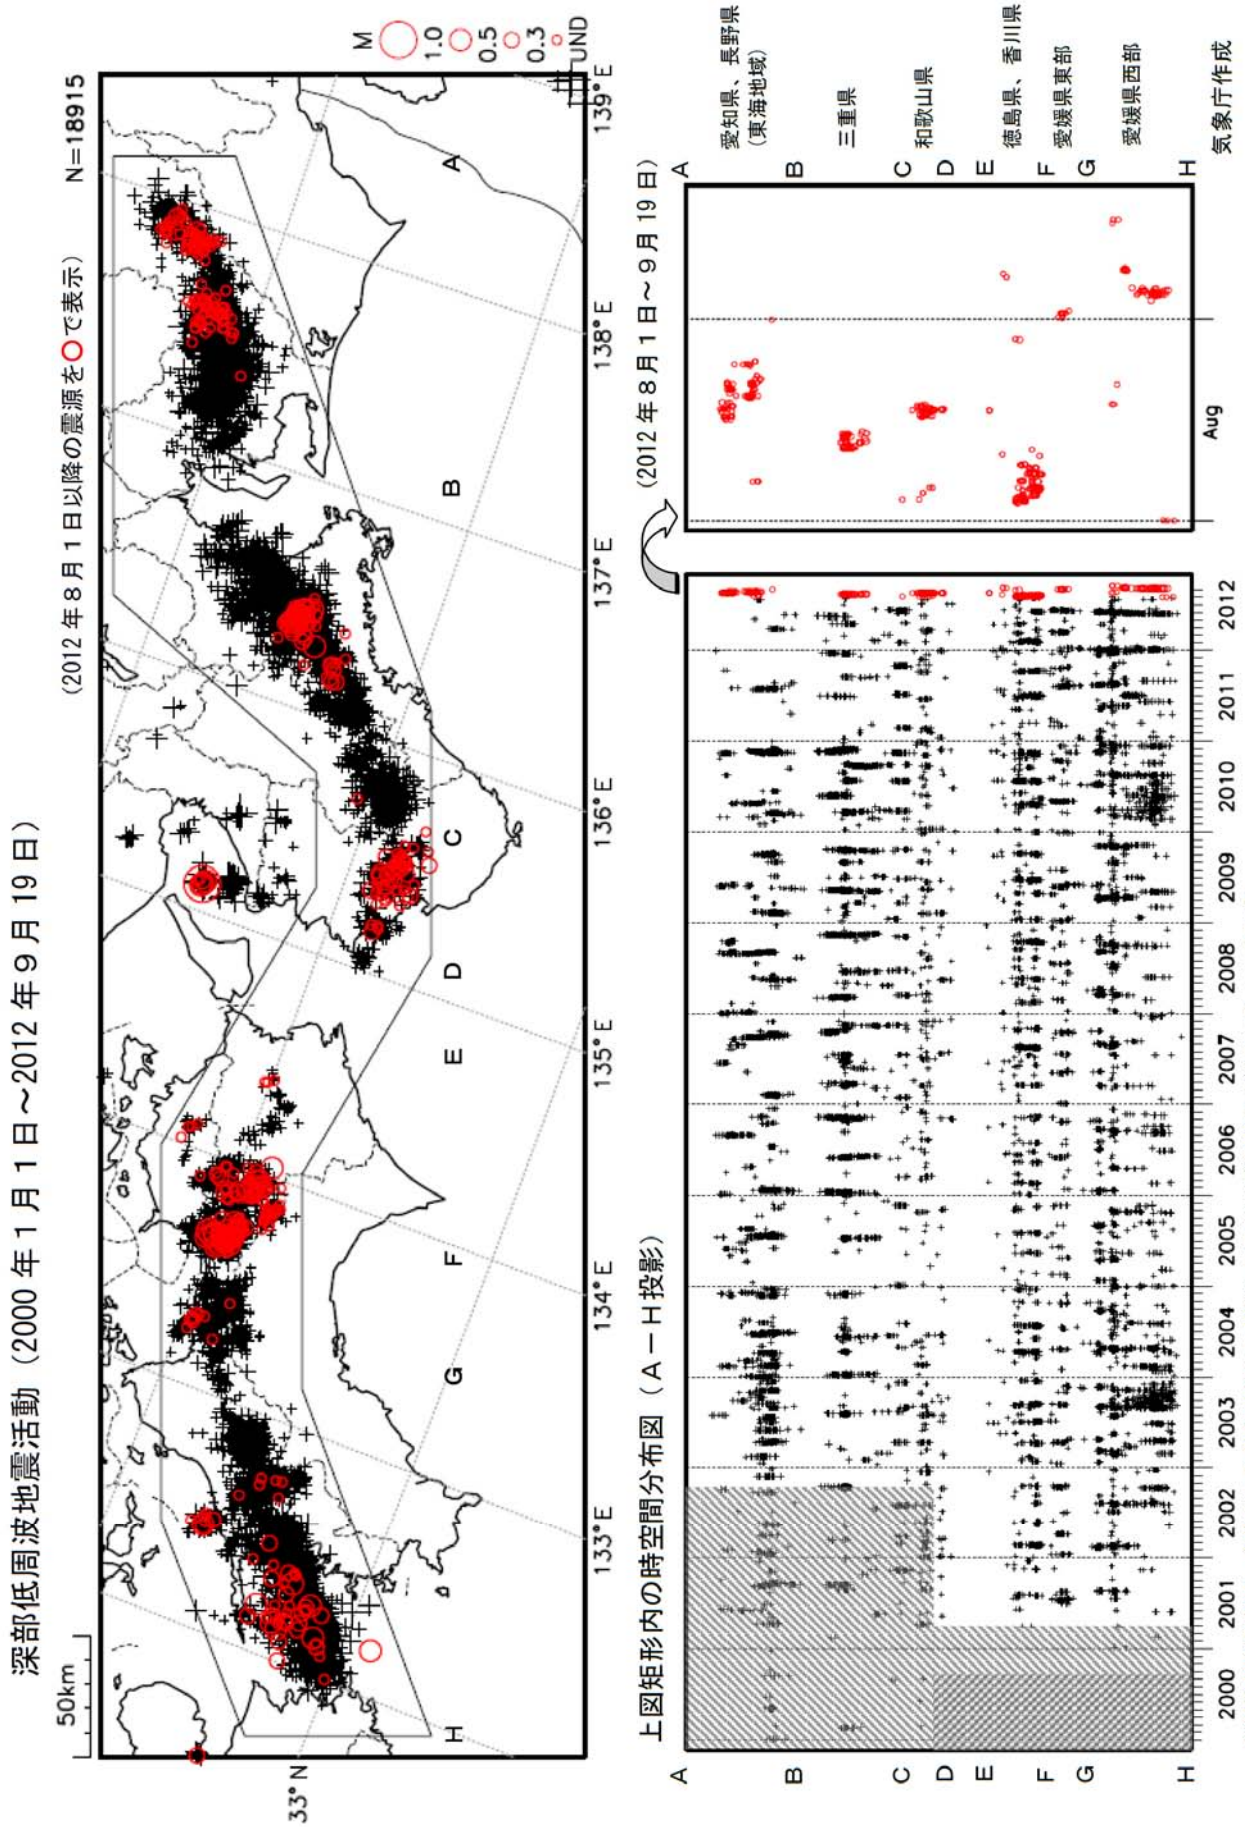 深部低周波地震活動（2000年1月1日～2012年9月19日）
（2012年8月1日以降の震源を○で表示）
N=18915
50km
33°N
133°E
134°E
135°E
136°E
137°E
138°E
139°E
H
G
F
E
D
C
B
A
M
1.0
0.5
0.3
UND
上図矩形内の時空間分布図（A－H投影）
（2012年8月1日～9月19日）
A
B
C
D
E
F
G
H
2000
2001
2002
2003
2004
2005
2006
2007
2008
2009
2010
2011
2012
Aug
A
B
C
D
E
F
G
H
愛知県、長野県
（東海地域）
三重県
和歌山県
徳島県、香川県
愛媛県東部
愛媛県西部
気象庁作成